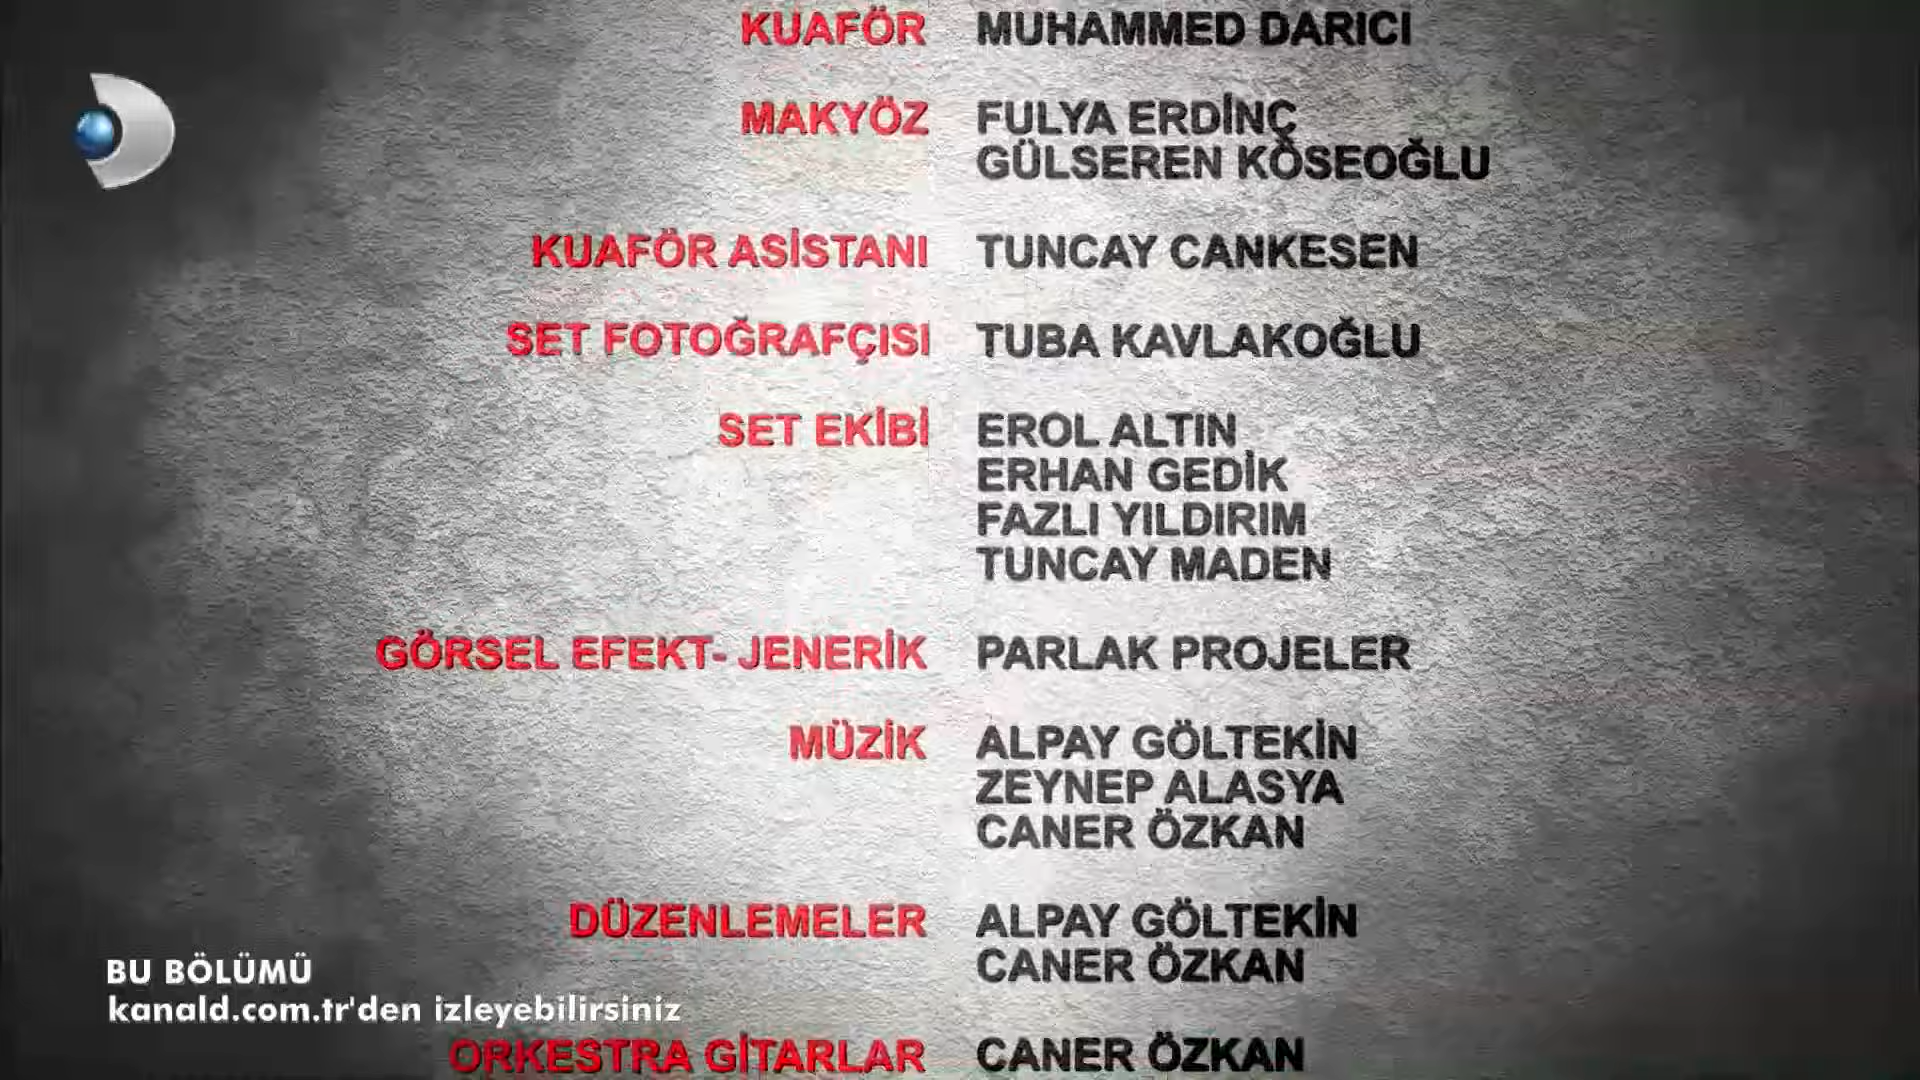 KUAFÖR MUHAMMED DARICI
MAKYÖZ FULYA ERDİNÇ
GÜLSEREN KÖSEOĞLU
KUAFÖR ASİSTANI TUNCAY CANKESEN
SET FOTOĞRAFÇISI TUBA KAVLAKOĞLU
SET EKİBİ EROL ALTIN
ERHAN GEDİK
FAZLI YILDIRIM
TUNCAY MADEN
GÖRSEL EFEKT- JENERİK PARLAK PROJELER
MÜZİK ALPAY GÖLTEKİN
ZEYNEP ALASYA
CANER ÖZKAN
DÜZENLEMELER ALPAY GÖLTEKİN
CANER ÖZKAN
BU BÖLÜMÜ
kanald.com.tr'den izleyebilirsiniz
ORKESTRA GİTARLAR CANER ÖZKAN